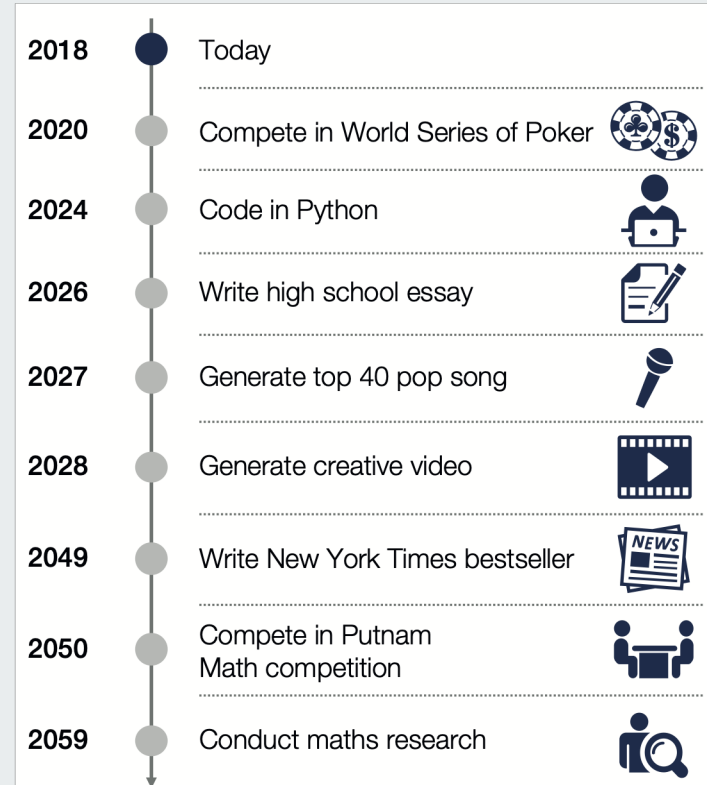 2018 Today
2020 Compete in World Series of Poker
$
2024 Code in Python
2026 Write high school essay
2027 Generate top 40 pop song
2028 Generate creative video
2049 Write New York Times bestseller
NEWS
2050 Compete in Putnam
Math competition
2059 Conduct maths research